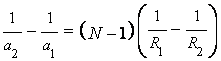 1/a₂ − 1/a₁ = (N − 1)(1/R₁ − 1/R₂)